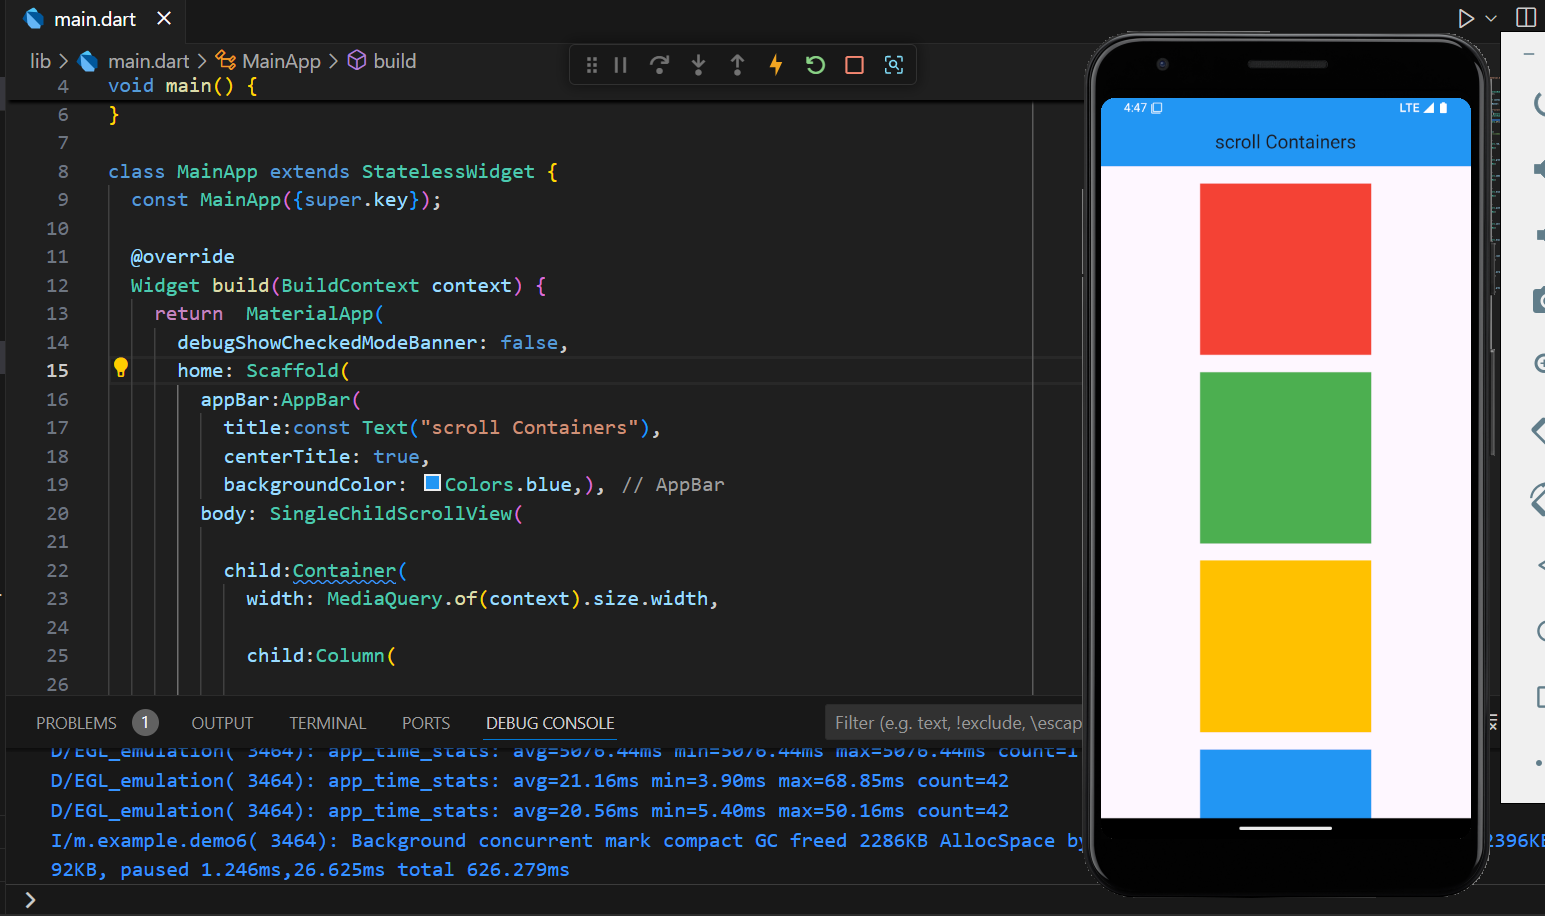 main.dart
lib > main.dart > MainApp > build
4 void main() {
6 }
7
8 class MainApp extends StatelessWidget {
9 const MainApp({super.key});
10
11 @override
12 Widget build(BuildContext context) {
13 return  MaterialApp(
14 debugShowCheckedModeBanner: false,
15 home: Scaffold(
16 appBar:AppBar(
17 title:const Text("scroll Containers"),
18 centerTitle: true,
19 backgroundColor: Colors.blue,), // AppBar
20 body: SingleChildScrollView(
21
22 child:Container(
23 width: MediaQuery.of(context).size.width,
24
25 child:Column(
26
PROBLEMS 1 OUTPUT TERMINAL PORTS DEBUG CONSOLE Filter (e.g. text, !exclude, \escap
D/EGL_emulation( 3464): app_time_stats: avg=5076.44ms min=5076.44ms max=5076.44ms count=1
D/EGL_emulation( 3464): app_time_stats: avg=21.16ms min=3.90ms max=68.85ms count=42
D/EGL_emulation( 3464): app_time_stats: avg=20.56ms min=5.40ms max=50.16ms count=42
I/m.example.demo6( 3464): Background concurrent mark compact GC freed 2286KB AllocSpace by
92KB, paused 1.246ms,26.625ms total 626.279ms
4:47 LTE
scroll Containers